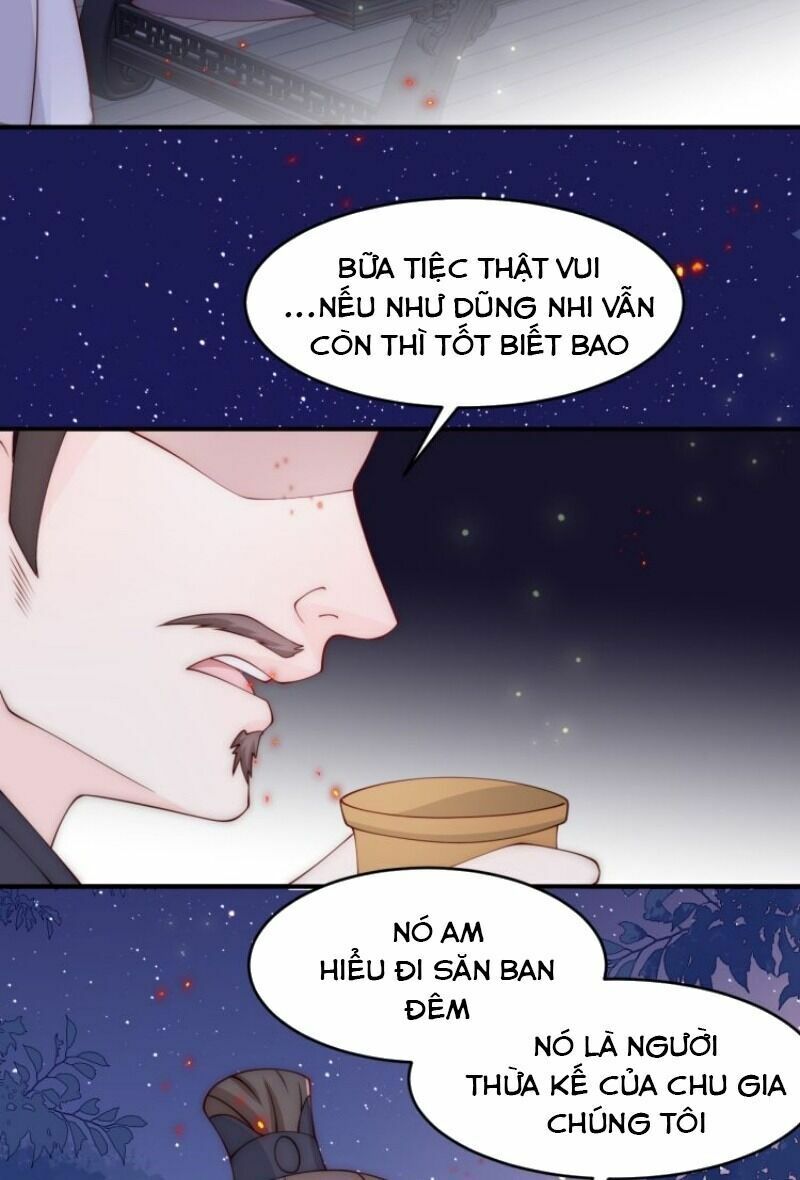 BỮA TIỆC THẬT VUI
...NẾU NHƯ DŨNG NHI VẪN
CÒN THÌ TỐT BIẾT BAO
NÓ AM
HIỂU ĐI SĂN BAN
ĐÊM
NÓ LÀ NGƯỜI
THỪA KẾ CỦA CHU GIA
CHÚNG TÔI